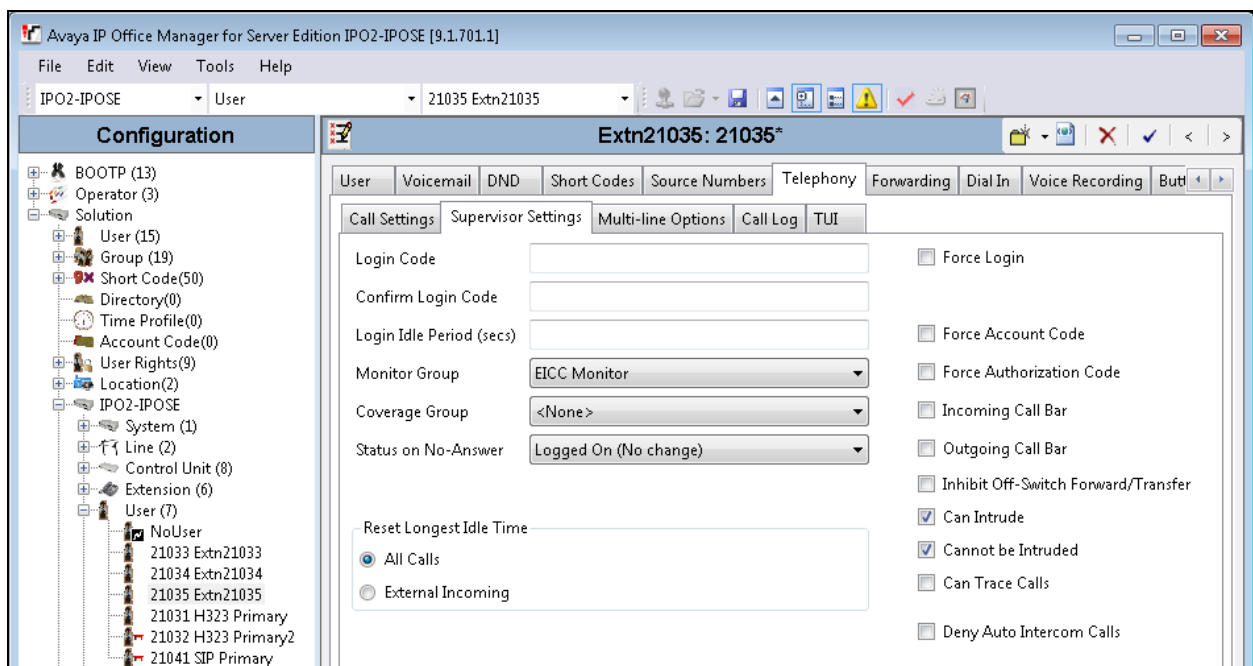 Avaya IP Office Manager for Server Edition IPO2-IPOSE [9.1.701.1]
File Edit View Tools Help
IPO2-IPOSE User 21035 Extn21035
Configuration
BOOTP (13)
Operator (3)
Solution
User (15)
Group (19)
Short Code(50)
Directory(0)
Time Profile(0)
Account Code(0)
User Rights(9)
Location(2)
IPO2-IPOSE
System (1)
Line (2)
Control Unit (8)
Extension (6)
User (7)
NoUser
21033 Extn21033
21034 Extn21034
21035 Extn21035
21031 H323 Primary
21032 H323 Primary2
21041 SIP Primary
Extn21035: 21035*
User Voicemail DND Short Codes Source Numbers Telephony Forwarding Dial In Voice Recording Butt
Call Settings Supervisor Settings Multi-line Options Call Log TUI
Login Code
Confirm Login Code
Login Idle Period (secs)
Monitor Group EICC Monitor
Coverage Group <None>
Status on No-Answer Logged On (No change)
Reset Longest Idle Time
All Calls
External Incoming
Force Login
Force Account Code
Force Authorization Code
Incoming Call Bar
Outgoing Call Bar
Inhibit Off-Switch Forward/Transfer
Can Intrude
Cannot be Intruded
Can Trace Calls
Deny Auto Intercom Calls